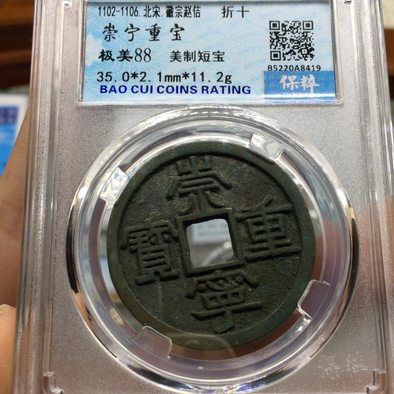 1102-1106.北宋.徽宗赵佶 折十
崇宁重宝
极美88 美制短宝
35.0*2.1mm*11.2g
BAO CUI COINS RATING
B5220A8419
保粹
崇
寶 重
寧